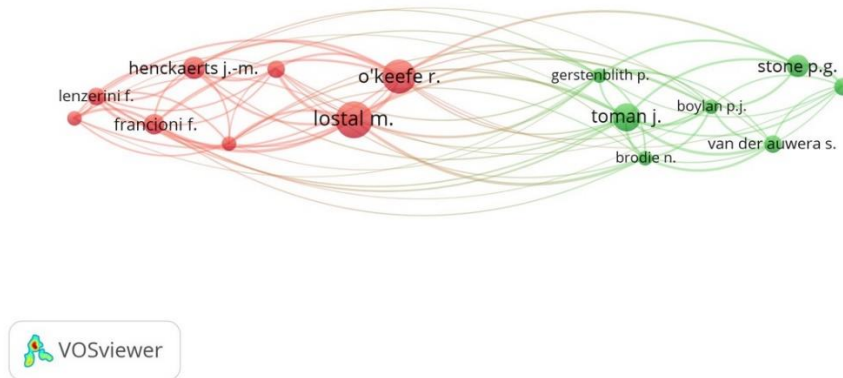 henckaerts j.-m.
o'keefe r.
lenzerini f.
francioni f.
lostal m.
gerstenblith p.
stone p.g.
boylan p.j.
toman j.
brodie n.
van der auwera s.
VOSviewer